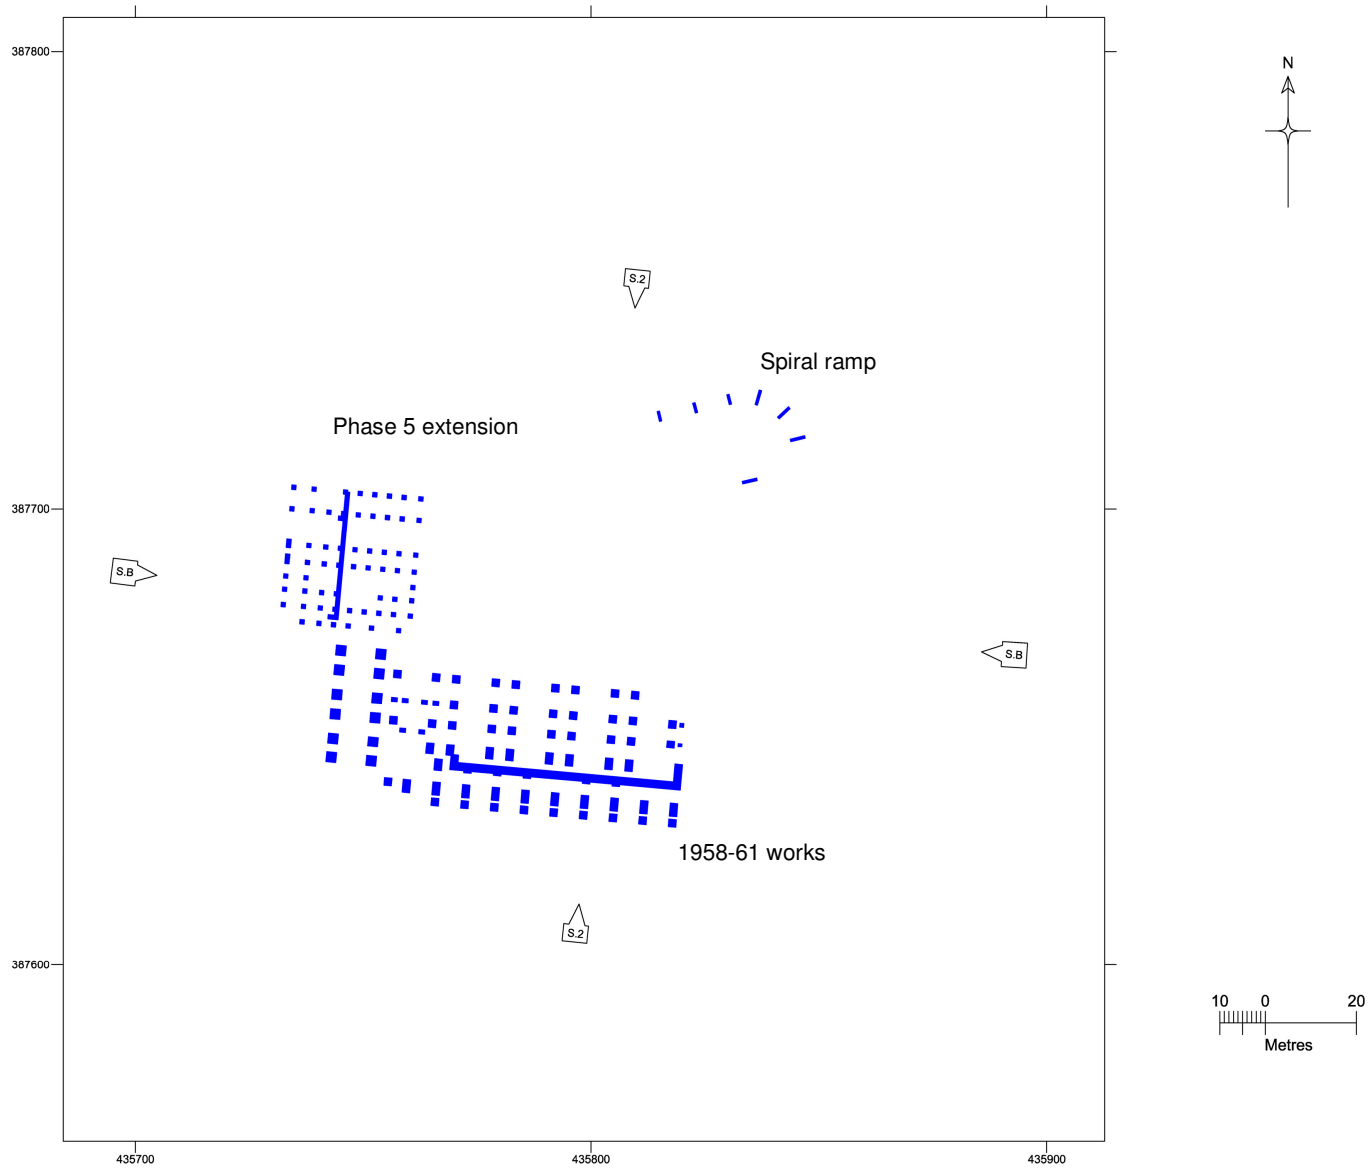 387800
N
S.2
Spiral ramp
Phase 5 extension
387700
S.B
S.B
1958-61 works
S.2
387600
10 0 20
Metres
435700 435800 435900